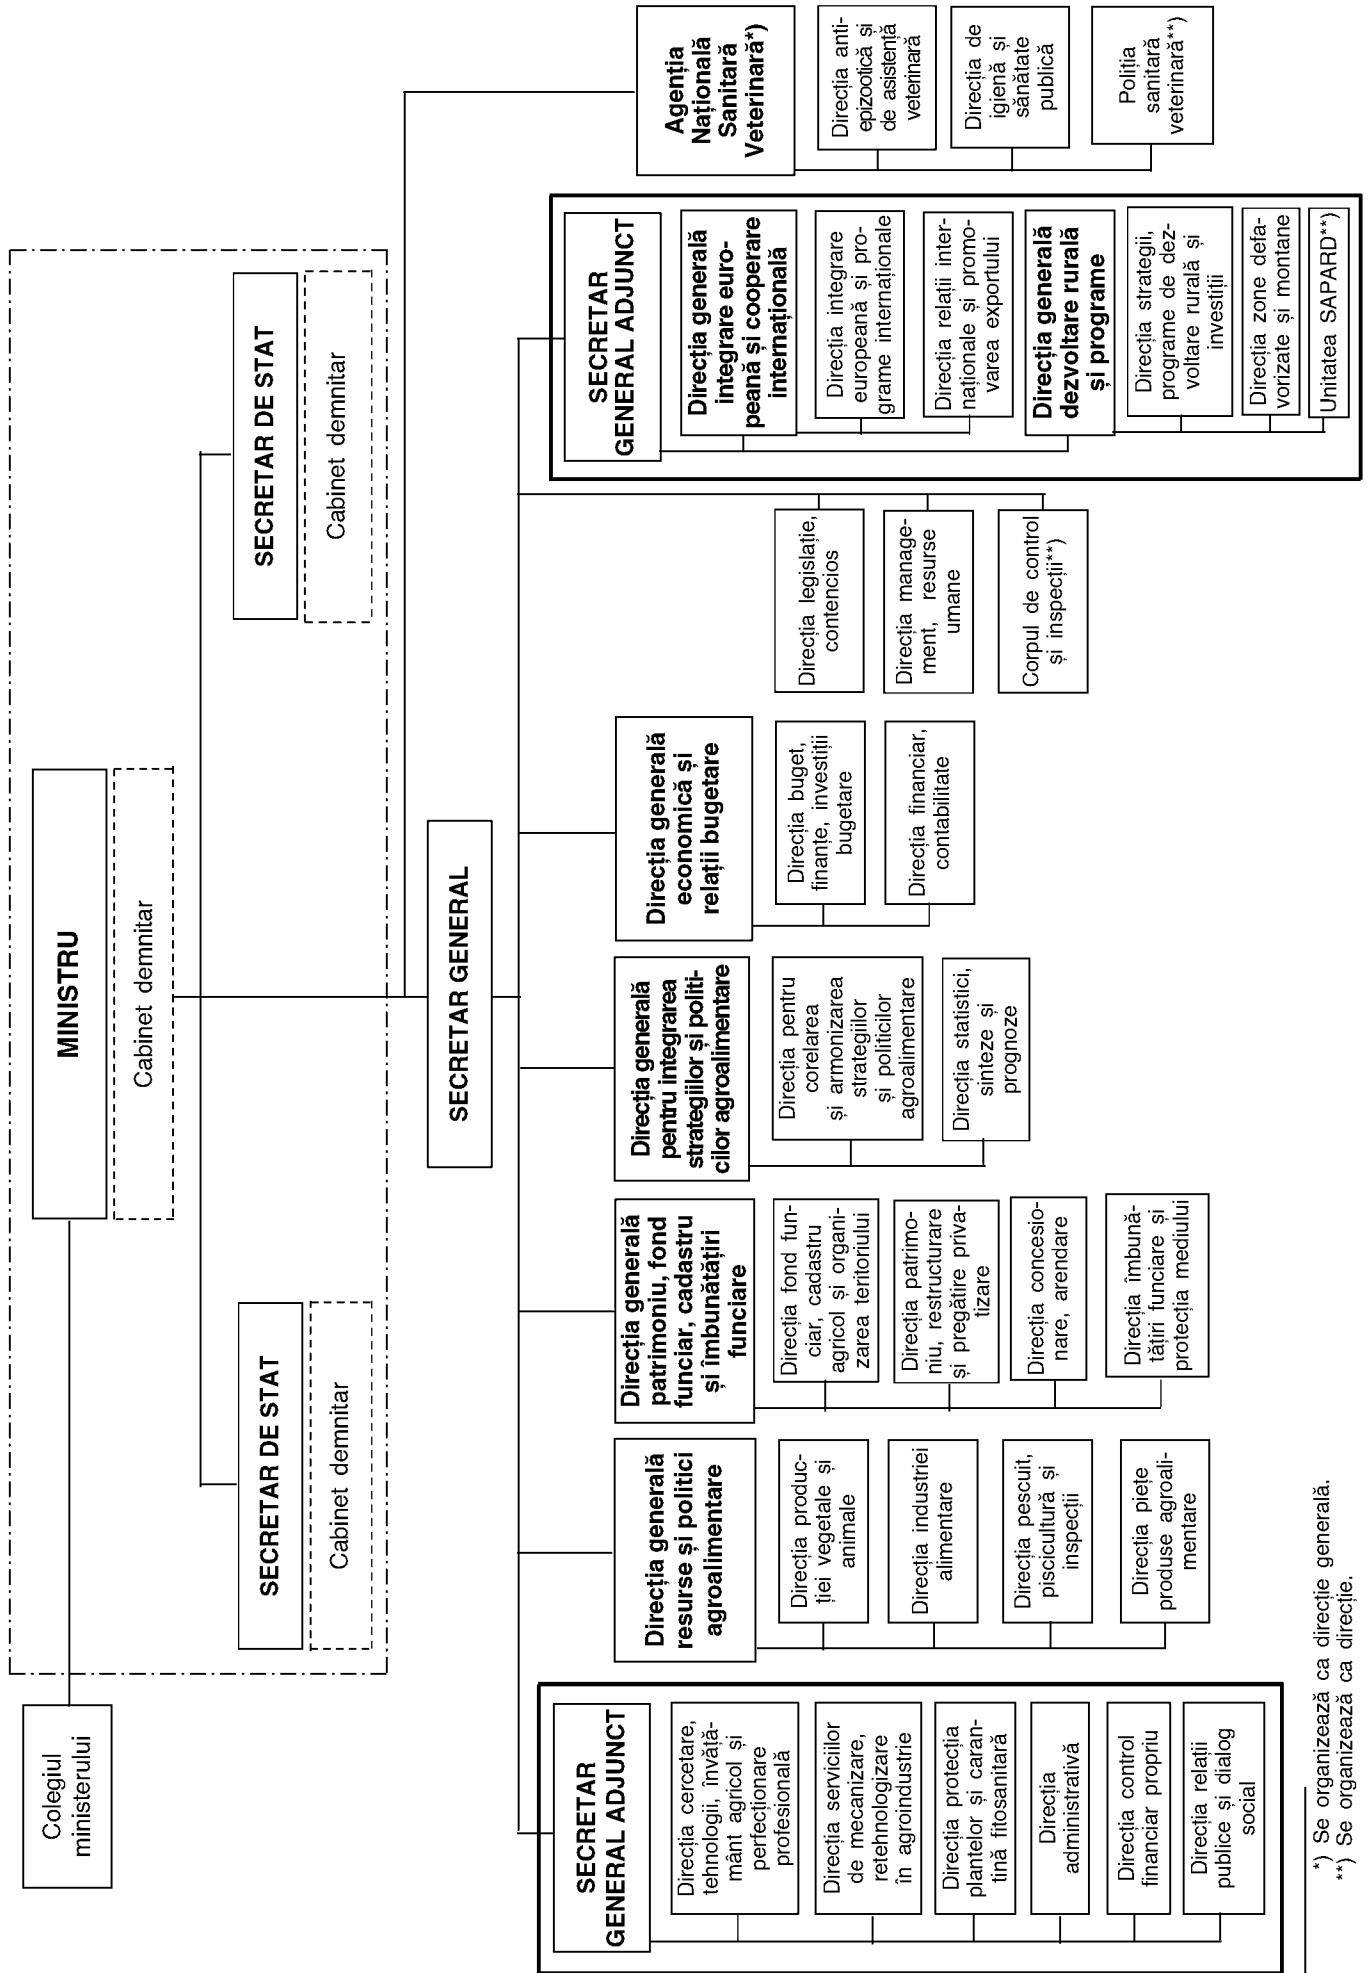 Colegiul
ministerului
MINISTRU
Cabinet demnitar
SECRETAR DE STAT
Cabinet demnitar
SECRETAR DE STAT
Cabinet demnitar
SECRETAR GENERAL
SECRETAR
GENERAL ADJUNCT
Direcția cercetare,
tehnologii, învăță-
mânt agricol și
perfecționare
profesională
Direcția serviciilor
de mecanizare,
retehnologizare
în agroindustrie
Direcția protecția
plantelor și caran-
tină fitosanitară
Direcția
administrativă
Direcția control
financiar propriu
Direcția relații
publice și dialog
social
Direcția generală
resurse și politici
agroalimentare
Direcția produc-
ției vegetale și
animale
Direcția industriei
alimentare
Direcția pescuit,
piscicultură și
inspecții
Direcția piețe
produse agroali-
mentare
Direcția generală
patrimoniu, fond
funciar, cadastru
și îmbunătățiri
funciare
Direcția fond fun-
ciar, cadastru
agricol și organi-
zarea teritoriului
Direcția patrimo-
niu, restructurare
și pregătire priva-
tizare
Direcția concesio-
nare, arendare
Direcția îmbună-
tățiri funciare și
protecția mediului
Direcția generală
pentru integrarea
strategiilor și politi-
cilor agroalimentare
Direcția pentru
corelarea
și armonizarea
strategiilor
și politicilor
agroalimentare
Direcția statistici,
sinteze și
prognoze
Direcția generală
economică și
relații bugetare
Direcția buget,
finanțe, investiții
bugetare
Direcția financiar,
contabilitate
Direcția legislație,
contencios
Direcția manage-
ment, resurse
umane
Corpul de control
și inspecții**)
SECRETAR
GENERAL ADJUNCT
Direcția generală
integrare euro-
peană și cooperare
internațională
Direcția integrare
europeană și pro-
grame internaționale
Direcția relații inter-
naționale și promo-
varea exportului
Direcția generală
dezvoltare rurală
și programe
Direcția strategii,
programe de dez-
voltare rurală și
investiții
Direcția zone defa-
vorizate și montane
Unitatea SAPARD**)
Agenția
Națională
Sanitară
Veterinară*)
Direcția anti-
epizootică și
de asistență
veterinară
Direcția de
igienă și
sănătate
publică
Poliția
sanitară
veterinară**)
*) Se organizează ca direcție generală.
**) Se organizează ca direcție.